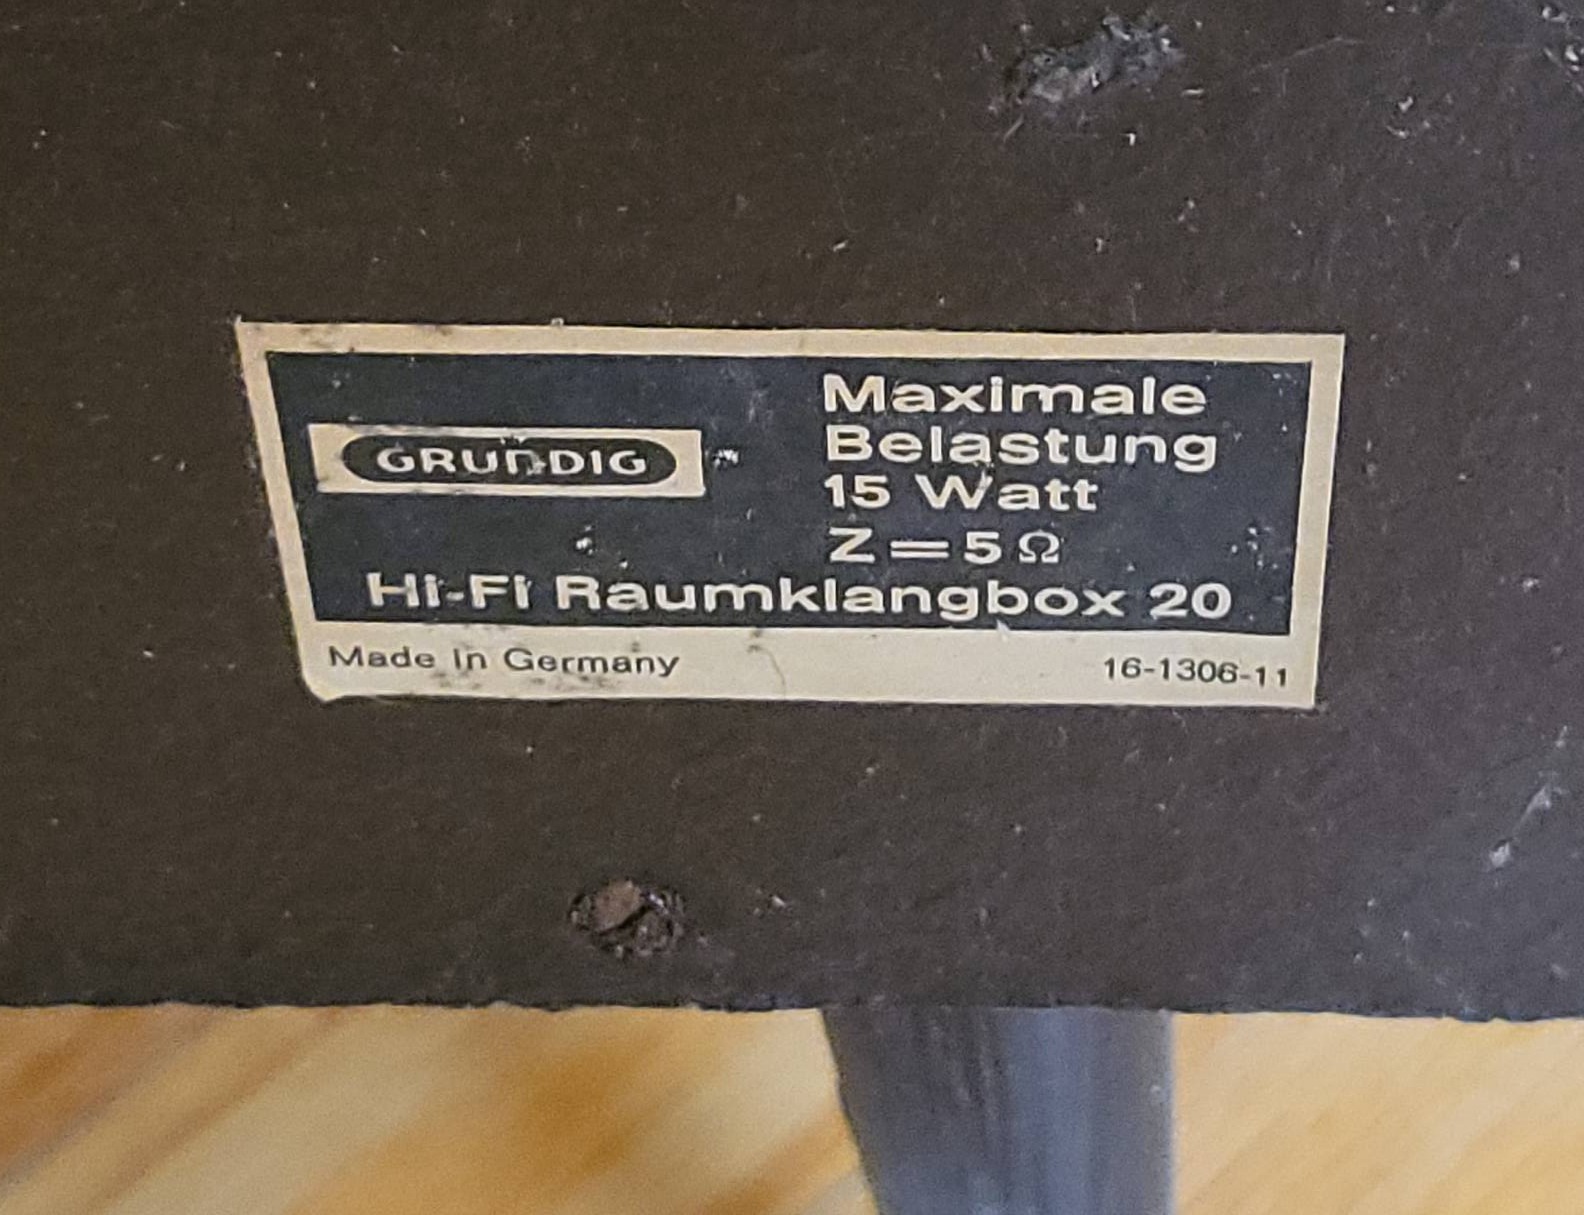 GRUNDIG
Maximale
Belastung
15 Watt
Z=5Ω
Hi-Fi Raumklangbox 20
Made in Germany
16-1306-11